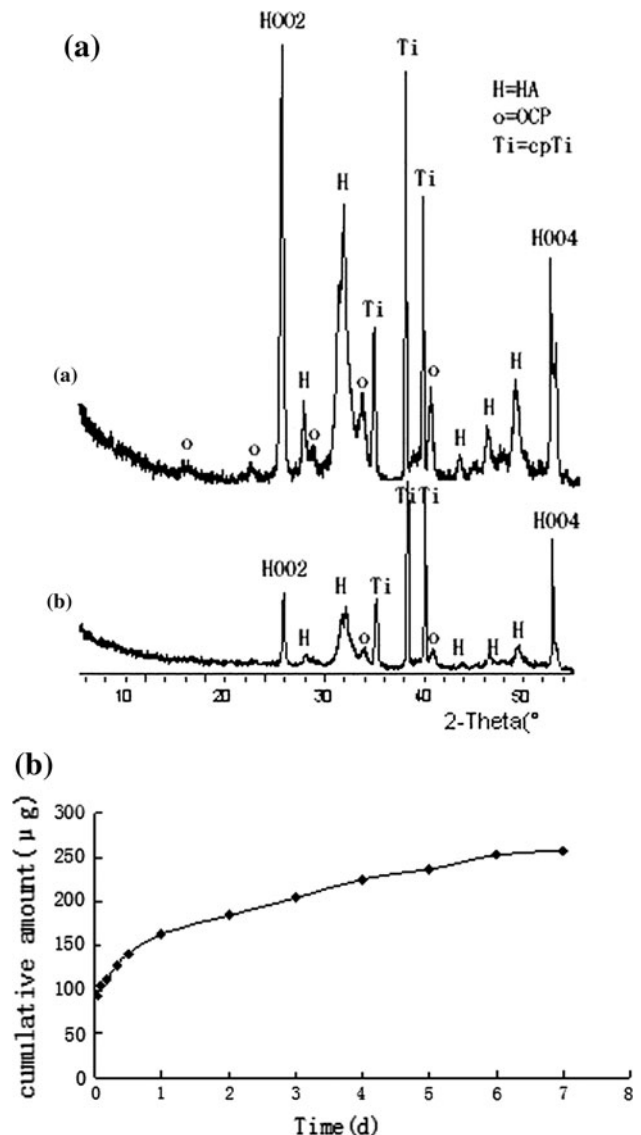 (a)
H002
Ti
H=HA
o=OCP
Ti=cpTi
H
Ti
H004
Ti
(a)
H
o
o
H
o
o
o
H
H
Ti Ti
H004
(b)
H002
H
Ti
H
o
o
H
H
H
10 20 30 40 50
2-Theta(°
(b)
cumulative amount(μg)
300
250
200
150
100
50
0
0 1 2 3 4 5 6 7 8
Time(d)